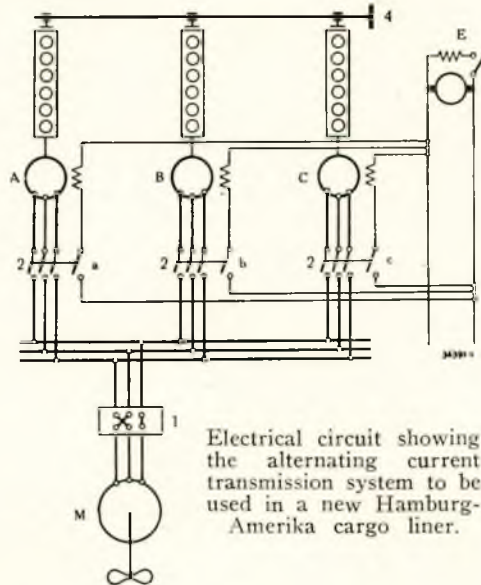 4
E
A
B
C
2 a
2 b
2 c
1
M
Electrical circuit showing
the alternating current
transmission system to be
used in a new Hamburg-
Amerika cargo liner.